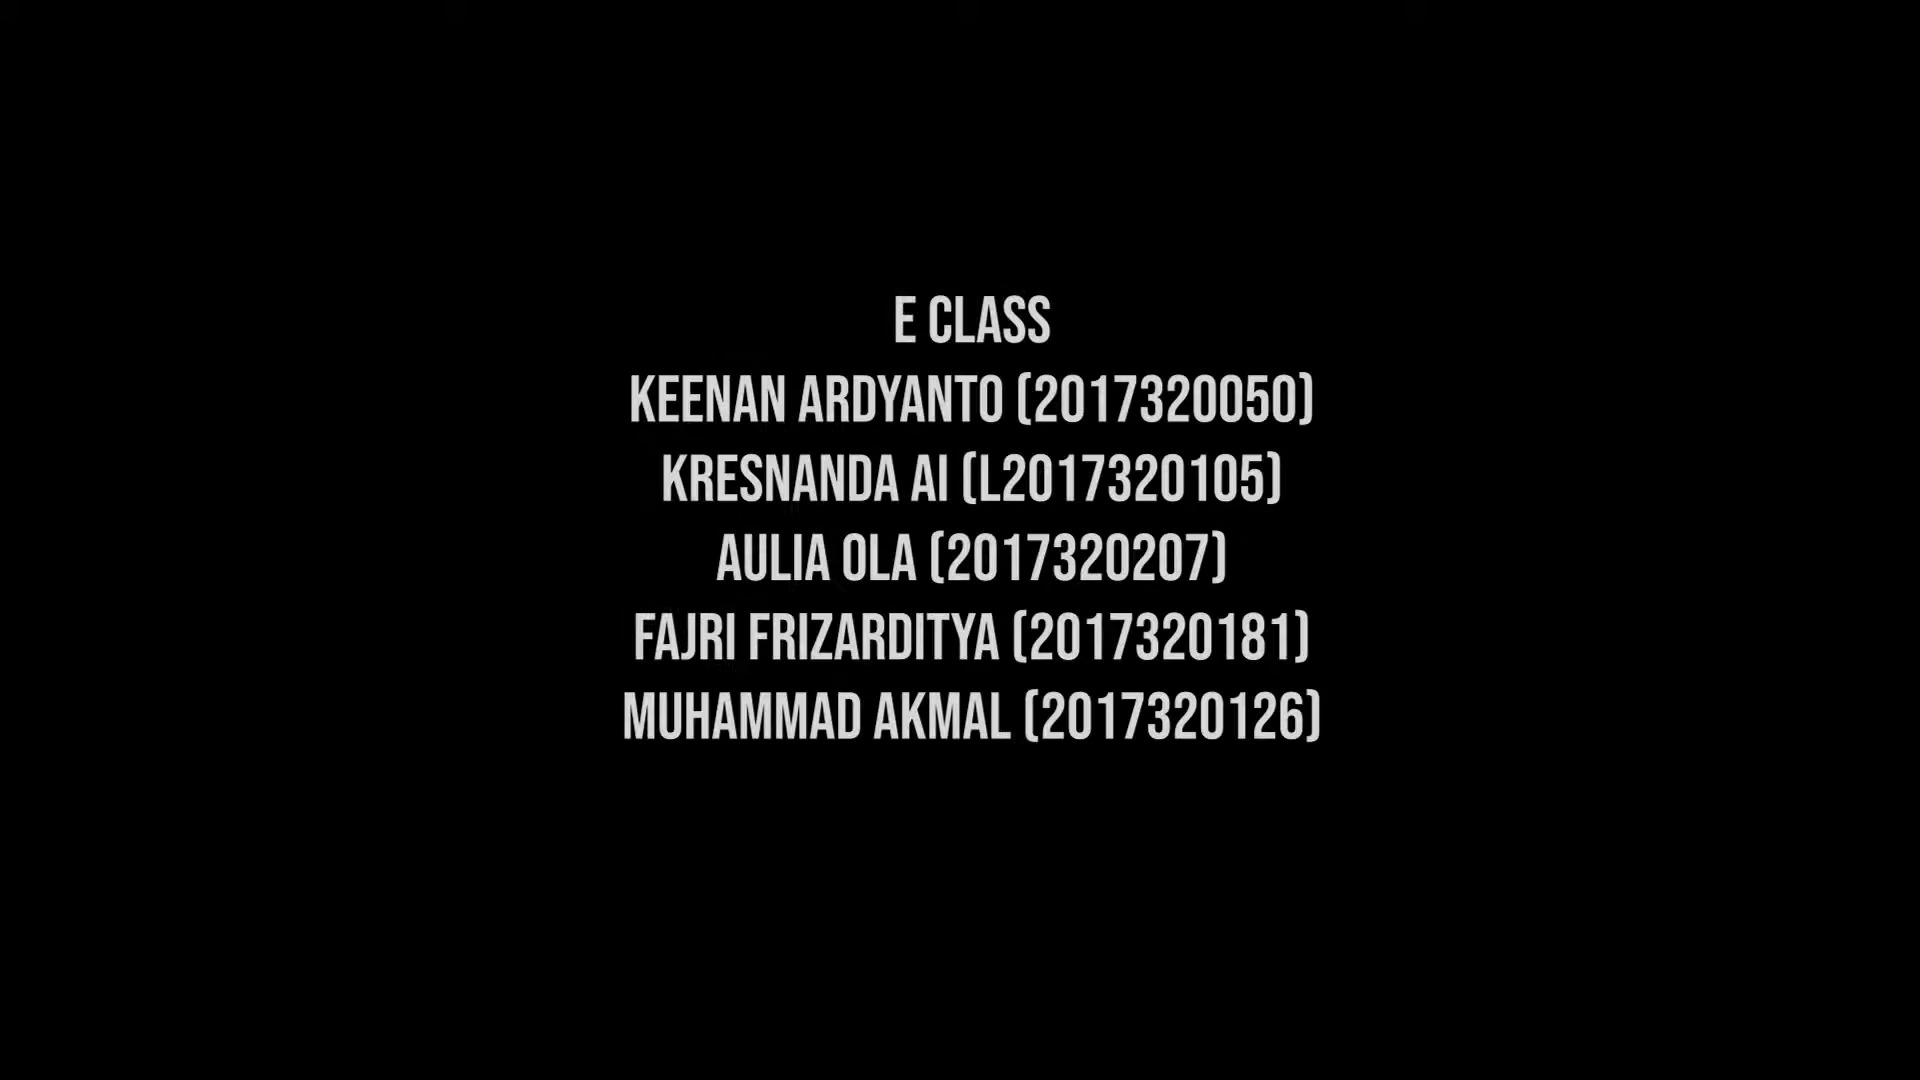 E CLASS
KEENAN ARDYANTO (2017320050)
KRESNANDA AI (L2017320105)
AULIA OLA (2017320207)
FAJRI FRIZARDITYA (2017320181)
MUHAMMAD AKMAL (2017320126)